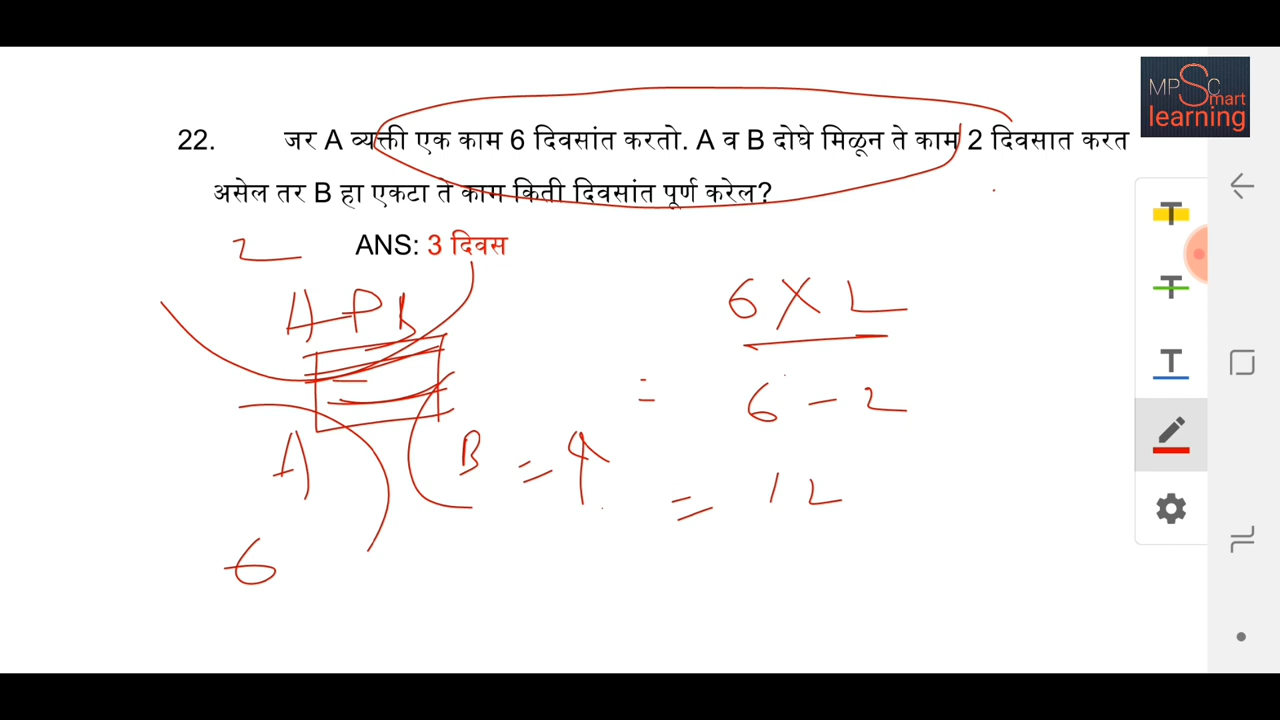 MPSC
Smart
learning
22. जर A व्यक्ती एक काम 6 दिवसांत करतो. A व B दोघे मिळून ते काम 2 दिवसात करत
असेल तर B हा एकटा ते काम किती दिवसांत पूर्ण करेल?
ANS: 3 दिवस
2
6 X 2
= 6 - 2
A B =
= 12
6
T
T
T